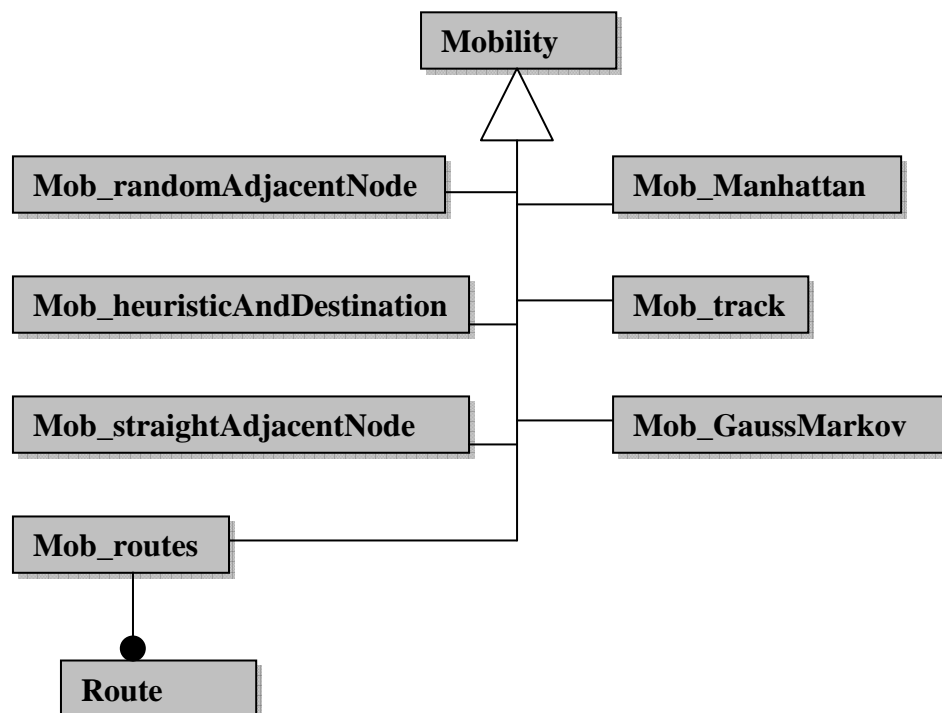 Mobility
Mob_randomAdjacentNode
Mob_Manhattan
Mob_heuristicAndDestination
Mob_track
Mob_straightAdjacentNode
Mob_GaussMarkov
Mob_routes
Route